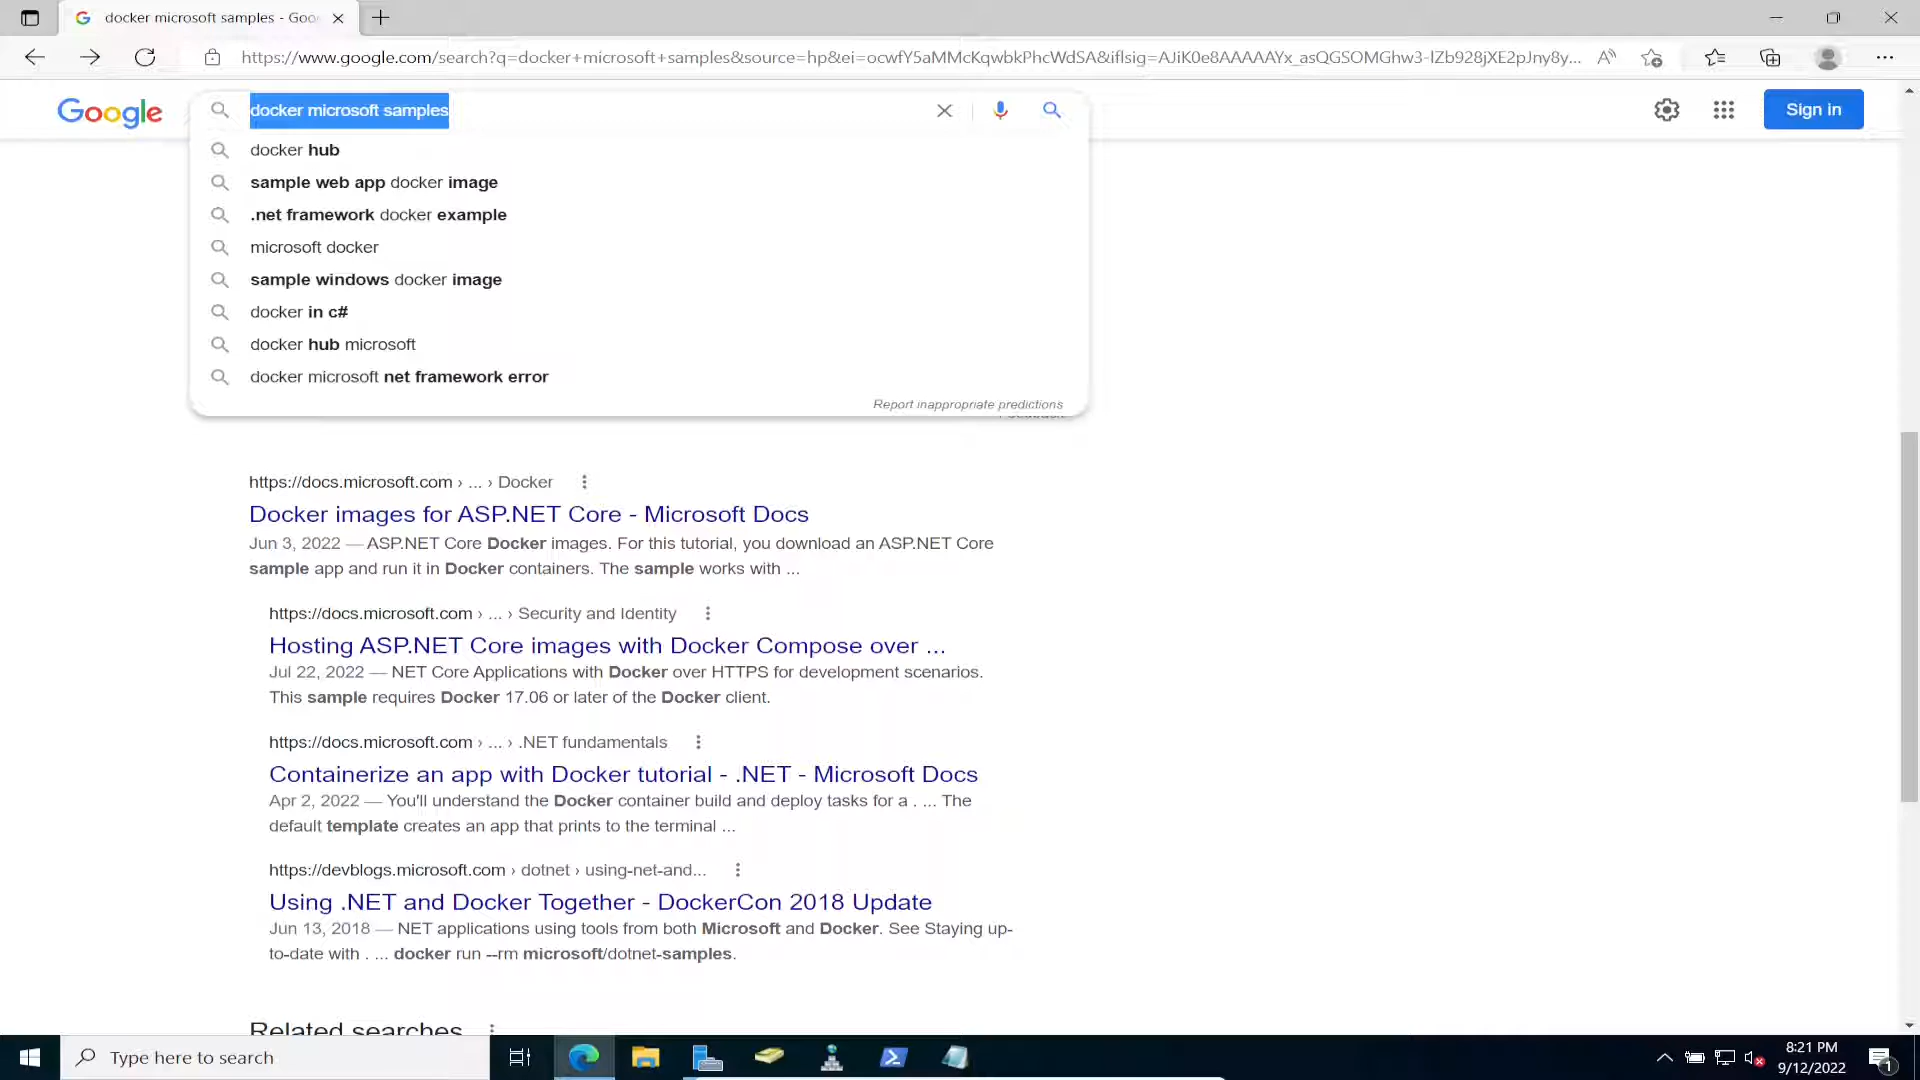 docker microsoft samples - Goo
https://www.google.com/search?q=docker+microsoft+samples&source=hp&ei=ocwfY5aMMcKqwbkPhcWdSA&iflsig=AJiK0e8AAAAAYx_asQGSOMGhw3-lZb928jXE2pJny8y...
Google
docker microsoft samples
Sign in
docker hub
sample web app docker image
.net framework docker example
microsoft docker
sample windows docker image
docker in c#
docker hub microsoft
docker microsoft net framework error
Report inappropriate predictions
https://docs.microsoft.com › ... › Docker
Docker images for ASP.NET Core - Microsoft Docs
Jun 3, 2022 — ASP.NET Core Docker images. For this tutorial, you download an ASP.NET Core
sample app and run it in Docker containers. The sample works with ...
https://docs.microsoft.com › ... › Security and Identity
Hosting ASP.NET Core images with Docker Compose over ...
Jul 22, 2022 — NET Core Applications with Docker over HTTPS for development scenarios.
This sample requires Docker 17.06 or later of the Docker client.
https://docs.microsoft.com › ... › .NET fundamentals
Containerize an app with Docker tutorial - .NET - Microsoft Docs
Apr 2, 2022 — You'll understand the Docker container build and deploy tasks for a . ... The
default template creates an app that prints to the terminal ...
https://devblogs.microsoft.com › dotnet › using-net-and...
Using .NET and Docker Together - DockerCon 2018 Update
Jun 13, 2018 — NET applications using tools from both Microsoft and Docker. See Staying up-
to-date with . ... docker run --rm microsoft/dotnet-samples.
Related searches
Type here to search
8:21 PM
9/12/2022
1